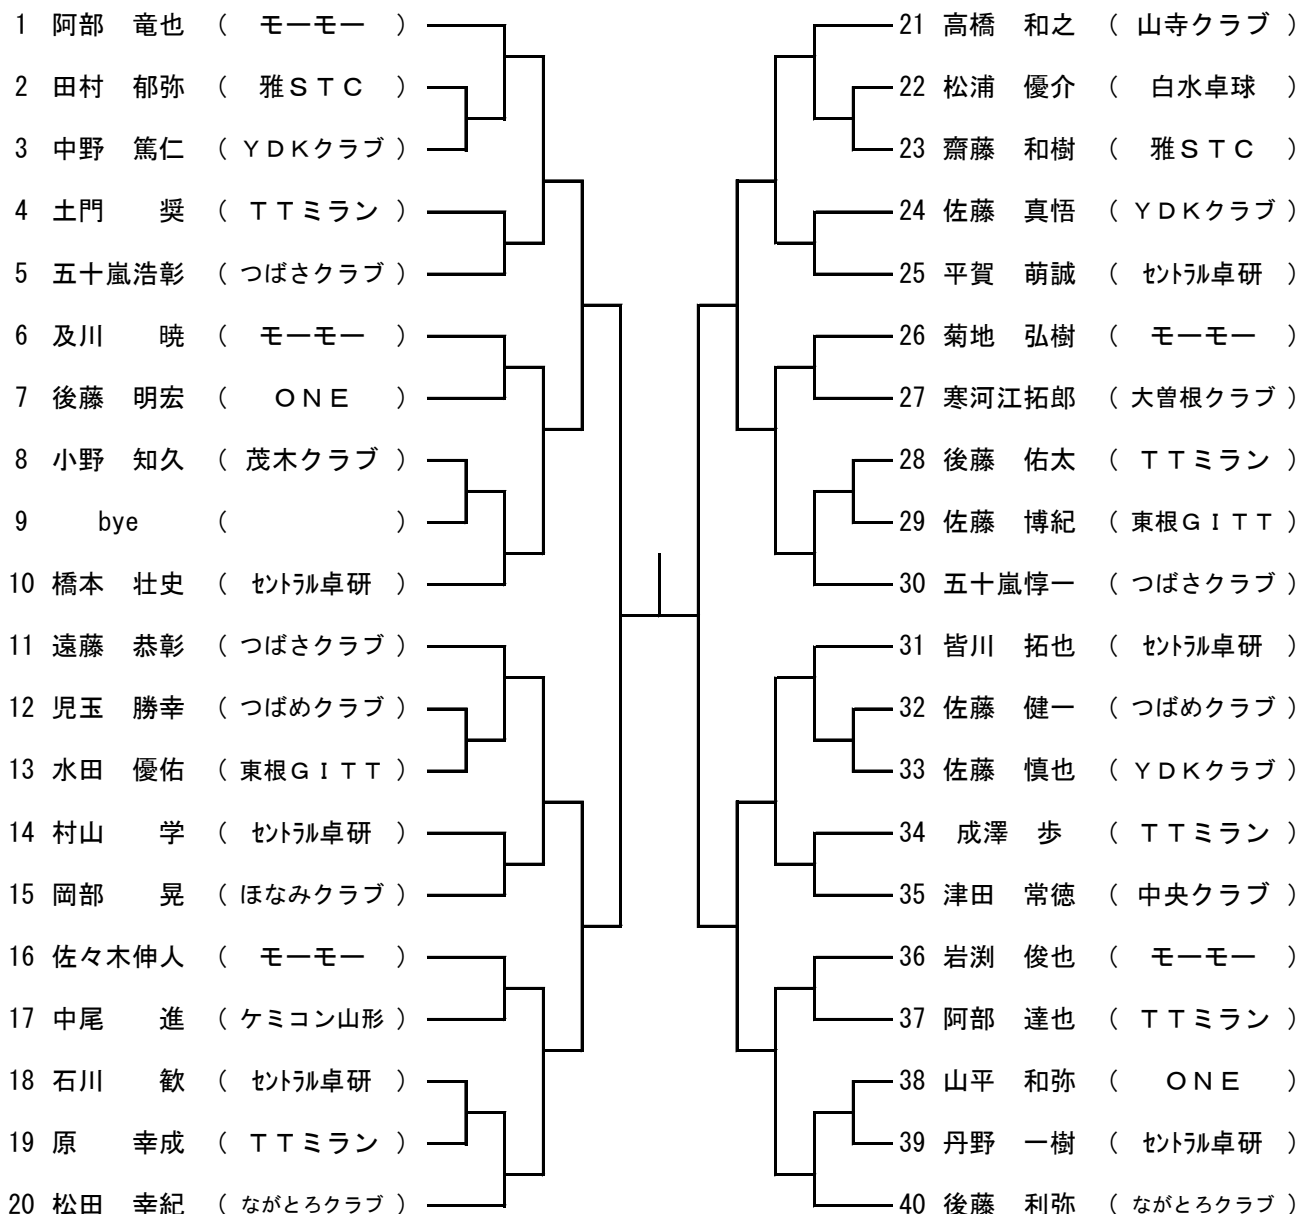 1 阿部　竜也 （ モーモー ）
2 田村　郁弥 （ 雅ＳＴＣ ）
3 中野　篤仁 （ ＹＤＫクラブ ）
4 土門　　奨 （ ＴＴミラン ）
5 五十嵐浩彰 （ つばさクラブ ）
6 及川　　暁 （ モーモー ）
7 後藤　明宏 （ ＯＮＥ ）
8 小野　知久 （ 茂木クラブ ）
9 bye （ ）
10 橋本　壮史 （ ｾﾝﾄﾗﾙ卓研 ）
11 遠藤　恭彰 （ つばさクラブ ）
12 児玉　勝幸 （ つばめクラブ ）
13 水田　優佑 （ 東根ＧＩＴＴ ）
14 村山　　学 （ ｾﾝﾄﾗﾙ卓研 ）
15 岡部　　晃 （ ほなみクラブ ）
16 佐々木伸人 （ モーモー ）
17 中尾　　進 （ ケミコン山形 ）
18 石川　　歓 （ ｾﾝﾄﾗﾙ卓研 ）
19 原　　幸成 （ ＴＴミラン ）
20 松田　幸紀 （ ながとろクラブ ）
21 高橋　和之 （ 山寺クラブ ）
22 松浦　優介 （ 白水卓球 ）
23 齋藤　和樹 （ 雅ＳＴＣ ）
24 佐藤　真悟 （ ＹＤＫクラブ ）
25 平賀　萌誠 （ ｾﾝﾄﾗﾙ卓研 ）
26 菊地　弘樹 （ モーモー ）
27 寒河江拓郎 （ 大曽根クラブ ）
28 後藤　佑太 （ ＴＴミラン ）
29 佐藤　博紀 （ 東根ＧＩＴＴ ）
30 五十嵐惇一 （ つばさクラブ ）
31 皆川　拓也 （ ｾﾝﾄﾗﾙ卓研 ）
32 佐藤　健一 （ つばめクラブ ）
33 佐藤　慎也 （ ＹＤＫクラブ ）
34 成澤　歩 （ ＴＴミラン ）
35 津田　常徳 （ 中央クラブ ）
36 岩渕　俊也 （ モーモー ）
37 阿部　達也 （ ＴＴミラン ）
38 山平　和弥 （ ＯＮＥ ）
39 丹野　一樹 （ ｾﾝﾄﾗﾙ卓研 ）
40 後藤　利弥 （ ながとろクラブ ）